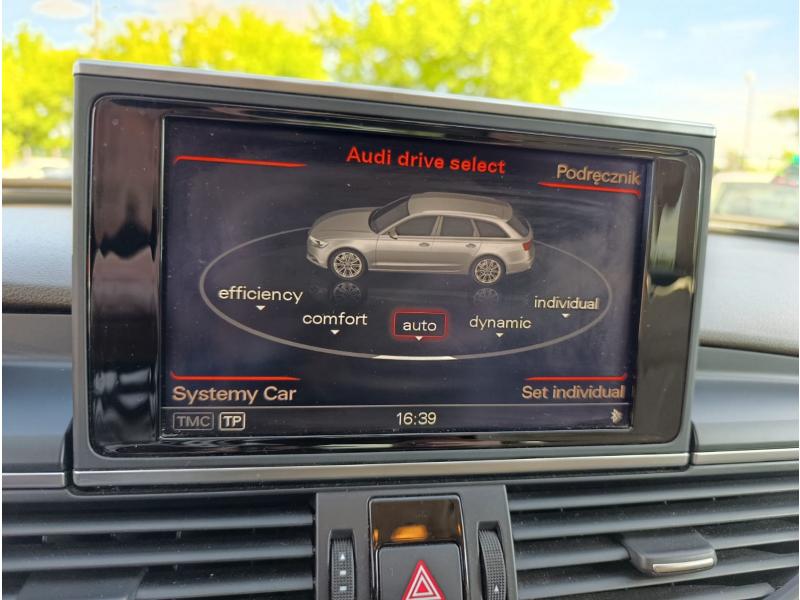 Audi drive select
Podręcznik
efficiency
comfort
auto
dynamic
individual
Systemy Car
Set individual
TMC TP
16:39